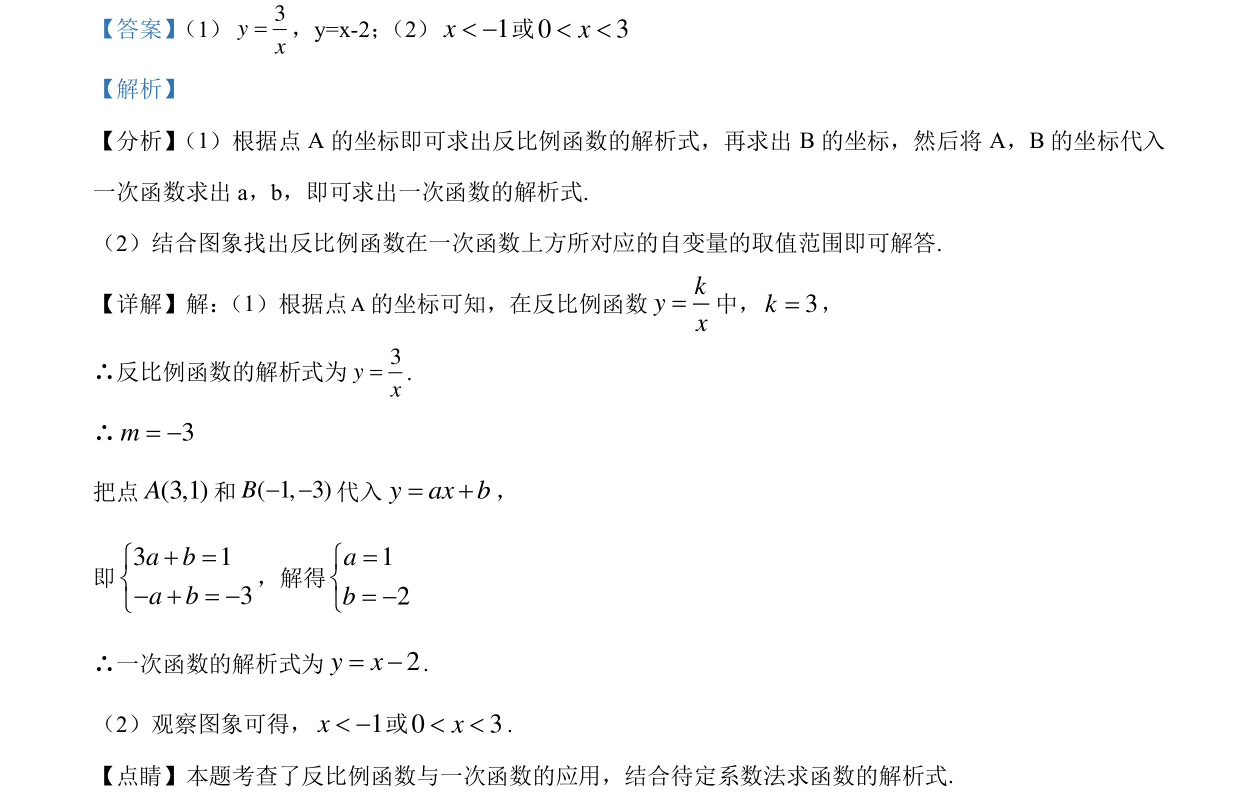 【答案】（1）y=3/x，y=x-2；（2）x<−1或0<x<3
【解析】
【分析】（1）根据点 A 的坐标即可求出反比例函数的解析式，再求出 B 的坐标，然后将 A，B 的坐标代入
一次函数求出 a，b，即可求出一次函数的解析式.
（2）结合图象找出反比例函数在一次函数上方所对应的自变量的取值范围即可解答.
【详解】解：（1）根据点 A 的坐标可知，在反比例函数 y=k/x 中，k=3，
∴反比例函数的解析式为 y=3/x.
∴m=−3
把点 A(3,1) 和 B(−1,−3) 代入 y=ax+b，
即{3a+b=1 −a+b=−3，解得{a=1 b=−2
∴一次函数的解析式为 y=x−2.
（2）观察图象可得，x<−1或0<x<3.
【点睛】本题考查了反比例函数与一次函数的应用，结合待定系数法求函数的解析式.